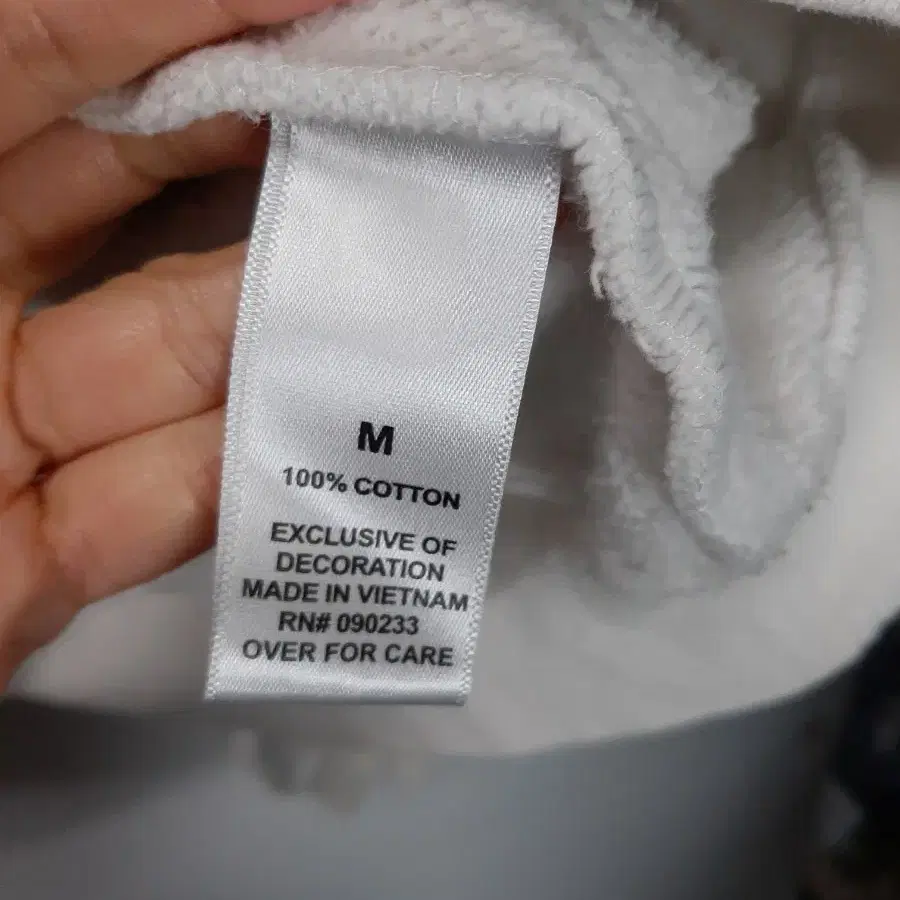 M
100% COTTON
EXCLUSIVE OF
DECORATION
MADE IN VIETNAM
RN# 090233
OVER FOR CARE